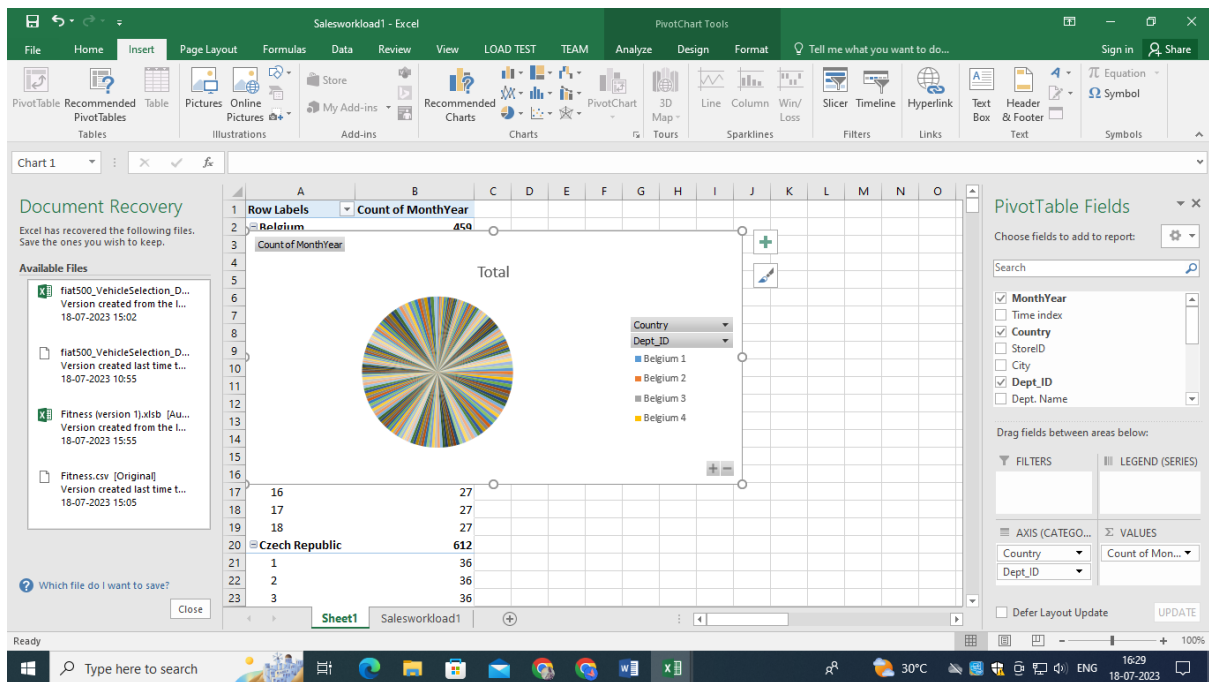 Salesworkload1 - Excel
PivotChart Tools
File Home Insert Page Layout Formulas Data Review View LOAD TEST TEAM Analyze Design Format Tell me what you want to do... Sign in Share
PivotTable Recommended PivotTables Table
Tables
Pictures Online Pictures
Illustrations
Store
My Add-ins
Add-ins
Recommended Charts
PivotChart
Charts
3D Map
Tours
Line Column Win/ Loss
Sparklines
Slicer Timeline
Filters
Hyperlink
Links
Text Box Header & Footer
Text
Equation
Symbol
Symbols
Chart 1
fx
Document Recovery
Excel has recovered the following files.
Save the ones you wish to keep.
Available Files
fiat500_VehicleSelection_D...
Version created from the l...
18-07-2023 15:02
fiat500_VehicleSelection_D...
Version created last time t...
18-07-2023 10:55
Fitness (version 1).xlsb [Au...
Version created from the l...
18-07-2023 15:55
Fitness.csv [Original]
Version created last time t...
18-07-2023 15:05
Which file do I want to save?
Close
A B C D E F G H I J K L M N O
1 Row Labels Count of MonthYear
2 Belgium 459
3
4
5
6
7
8
9
10
11
12
13
14
15
16
Count of MonthYear
Total
Country
Dept_ID
Belgium 1
Belgium 2
Belgium 3
Belgium 4
17 16 27
18 17 27
19 18 27
20 Czech Republic 612
21 1 36
22 2 36
23 3 36
Sheet1 Salesworkload1
PivotTable Fields
Choose fields to add to report:
Search
MonthYear
Time index
Country
StoreID
City
Dept_ID
Dept. Name
Drag fields between areas below:
FILTERS LEGEND (SERIES)
AXIS (CATEGO... Σ VALUES
Country Count of Mon...
Dept_ID
Defer Layout Update UPDATE
Ready
100%
Type here to search
30°C
ENG
16:29
18-07-2023